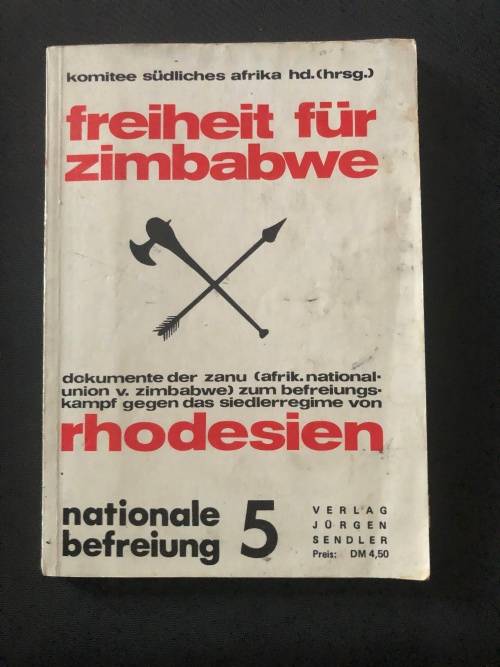 komitee südliches afrika hd.(hrsg.)
freiheit für
zimbabwe
dokumente der zanu (afrik.national-
union v. zimbabwe) zum befreiungs-
kampf gegen das siedlerregime von
rhodesien
nationale
befreiung 5
VERLAG
JÜRGEN
SENDLER
Preis: DM 4,50